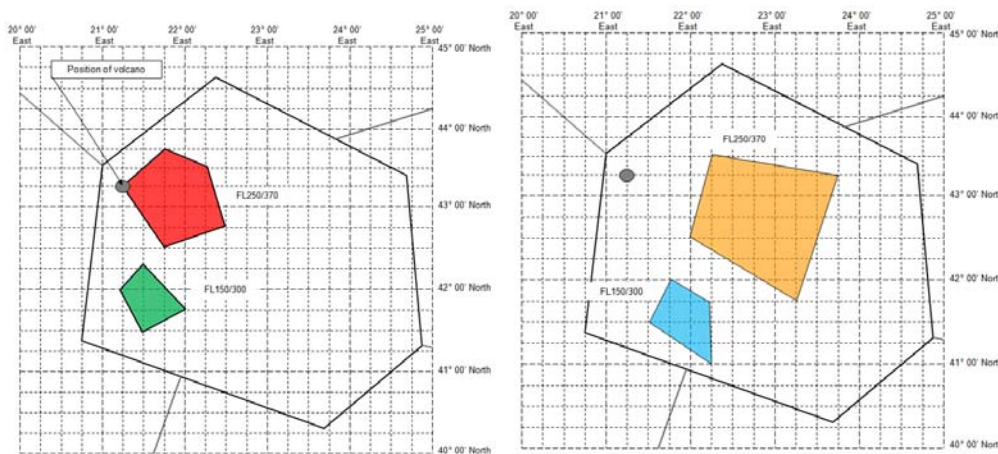 20° 00'
East
21° 00'
East
22° 00'
East
23° 00'
East
24° 00'
East
25° 00'
East
45° 00' North
Position of volcano
44° 00' North
FL250/370
43° 00' North
FL150/300
42° 00' North
41° 00' North
40° 00' North
20° 00'
East
21° 00'
East
22° 00'
East
23° 00'
East
24° 00'
East
25° 00'
East
45° 00' North
44° 00' North
FL250/370
43° 00' North
42° 00' North
FL150/300
41° 00' North
40° 00' North